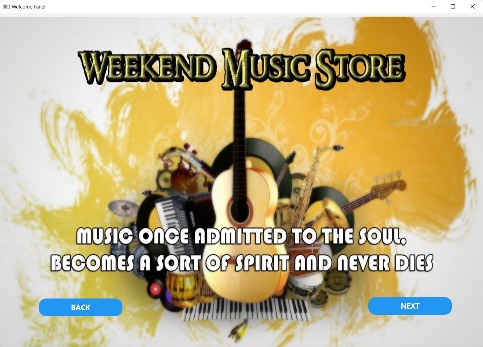 Welcome Panel
WEEKEND MUSIC STORE
MUSIC ONCE ADMITTED TO THE SOUL,
BECOMES A SORT OF SPIRIT AND NEVER DIES
BACK
NEXT